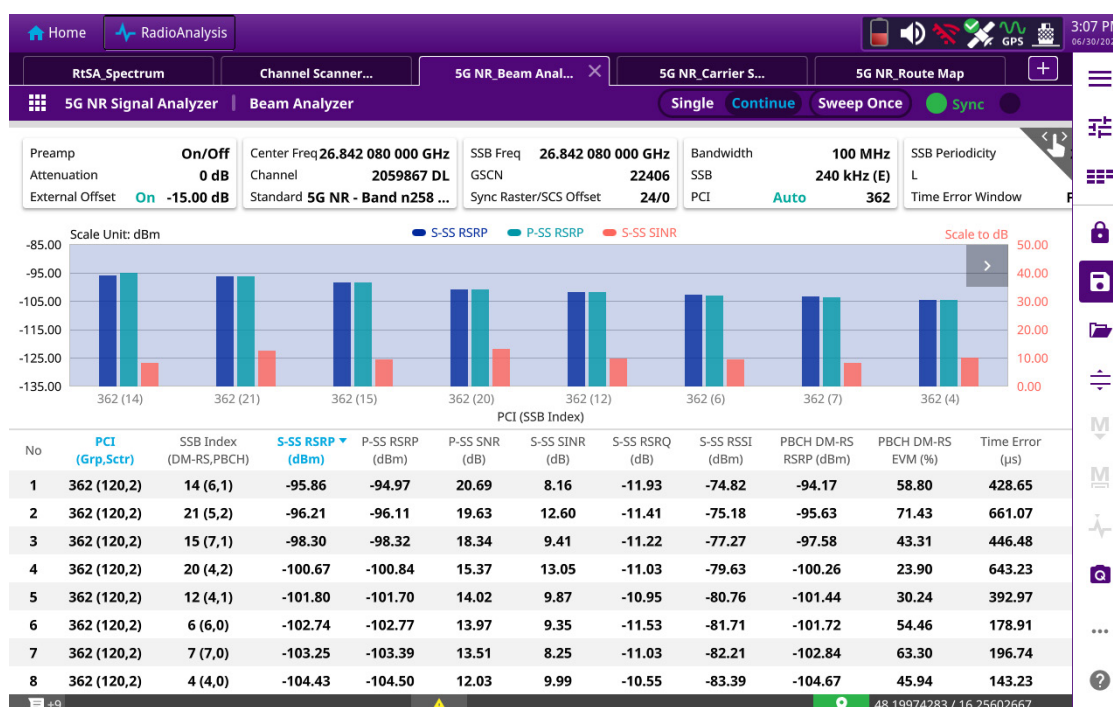 Home RadioAnalysis GPS 3:07 PM
06/30/202
RtSA_Spectrum Channel Scanner... 5G NR_Beam Anal... 5G NR_Carrier S... 5G NR_Route Map +
5G NR Signal Analyzer | Beam Analyzer Single Continue Sweep Once Sync
Preamp On/Off Center Freq 26.842 080 000 GHz SSB Freq 26.842 080 000 GHz Bandwidth 100 MHz SSB Periodicity
Attenuation 0 dB Channel 2059867 DL GSCN 22406 SSB 240 kHz (E) L
External Offset On -15.00 dB Standard 5G NR - Band n258 ... Sync Raster/SCS Offset 24/0 PCI Auto 362 Time Error Window F
Scale Unit: dBm S-SS RSRP P-SS RSRP S-SS SINR Scale to dB
-85.00 50.00
-95.00 40.00
-105.00 30.00
-115.00 20.00
-125.00 10.00
-135.00 0.00
362 (14) 362 (21) 362 (15) 362 (20) 362 (12) 362 (6) 362 (7) 362 (4)
PCI (SSB Index)
No PCI (Grp,Sctr) SSB Index (DM-RS,PBCH) S-SS RSRP (dBm) P-SS RSRP (dBm) P-SS SNR (dB) S-SS SINR (dB) S-SS RSRQ (dB) S-SS RSSI (dBm) PBCH DM-RS RSRP (dBm) PBCH DM-RS EVM (%) Time Error (μs)
1 362 (120,2) 14 (6,1) -95.86 -94.97 20.69 8.16 -11.93 -74.82 -94.17 58.80 428.65
2 362 (120,2) 21 (5,2) -96.21 -96.11 19.63 12.60 -11.41 -75.18 -95.63 71.43 661.07
3 362 (120,2) 15 (7,1) -98.30 -98.32 18.34 9.41 -11.22 -77.27 -97.58 43.31 446.48
4 362 (120,2) 20 (4,2) -100.67 -100.84 15.37 13.05 -11.03 -79.63 -100.26 23.90 643.23
5 362 (120,2) 12 (4,1) -101.80 -101.70 14.02 9.87 -10.95 -80.76 -101.44 30.24 392.97
6 362 (120,2) 6 (6,0) -102.74 -102.77 13.97 9.35 -11.53 -81.71 -101.72 54.46 178.91
7 362 (120,2) 7 (7,0) -103.25 -103.39 13.51 8.25 -11.03 -82.21 -102.84 63.30 196.74
8 362 (120,2) 4 (4,0) -104.43 -104.50 12.03 9.99 -10.55 -83.39 -104.67 45.94 143.23
+9 48.19974283 / 16.25602667